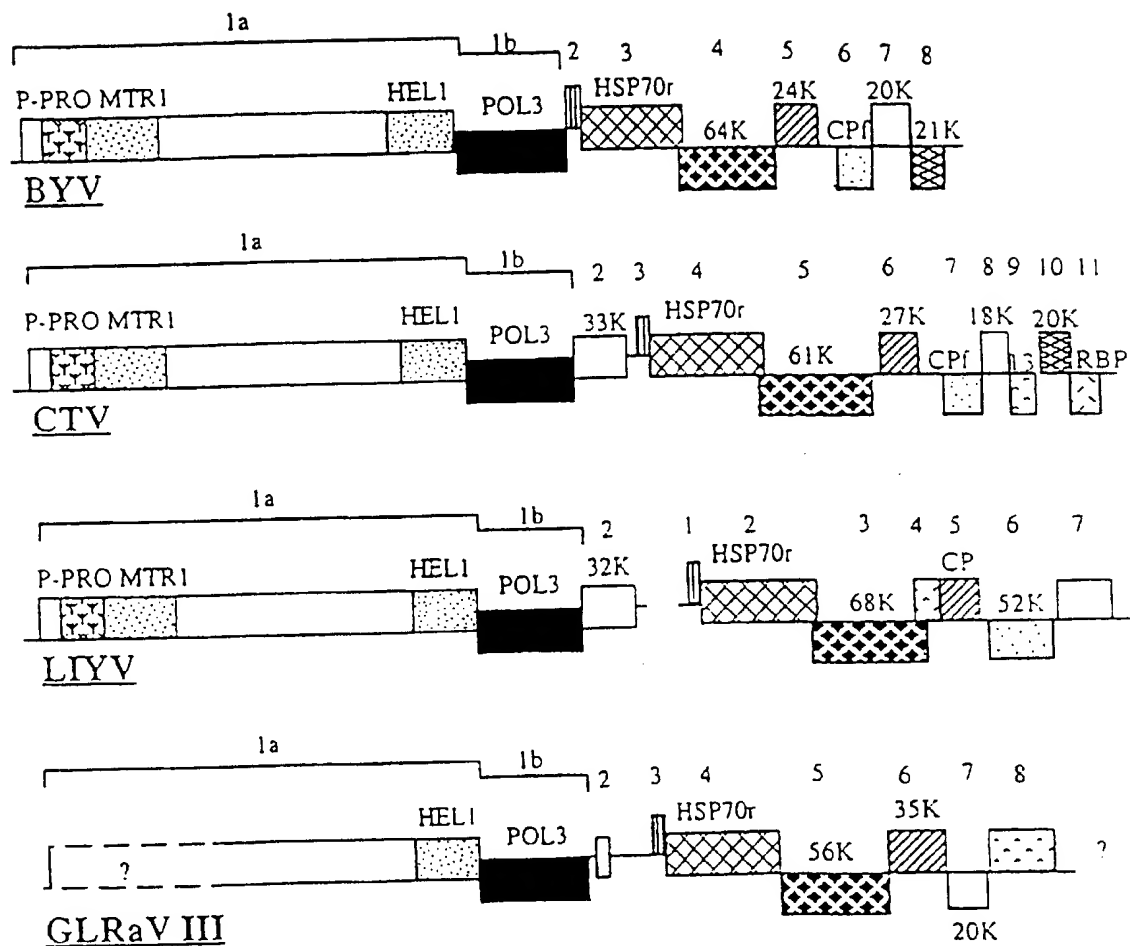 1a
1b 2 3 4 5 6 7 8
P-PRO MTR1 HEL1 POL3 HSP70r 64K 24K CPf 20K 21K
BYV
1a
1b 2 3 4 5 6 7 8 9 10 11
P-PRO MTR1 HEL1 POL3 33K HSP70r 61K 27K CPf 18K 13 20K RBP
CTV
1a
1b 2 1 2 3 4 5 6 7
P-PRO MTR1 HEL1 POL3 32K HSP70r 68K CP 52K
LIYV
1a
1b 2 3 4 5 6 7 8
? HEL1 POL3 HSP70r 56K 35K 20K ?
GLRaV III